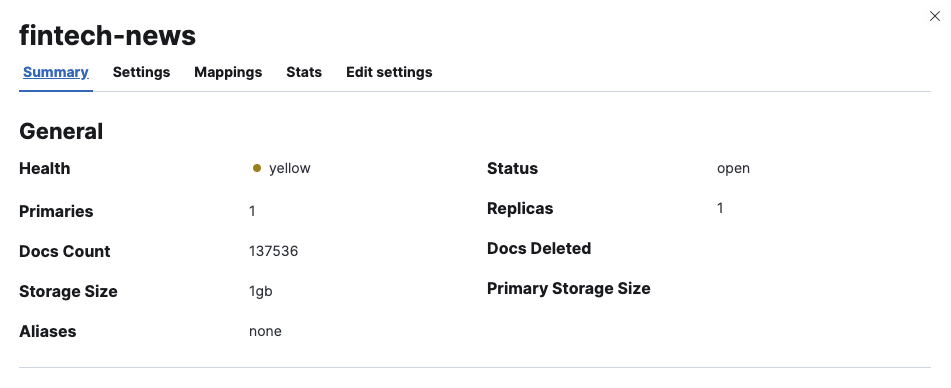 fintech-news
Summary Settings Mappings Stats Edit settings
General
Health yellow Status open
Primaries 1 Replicas 1
Docs Count 137536 Docs Deleted
Storage Size 1gb Primary Storage Size
Aliases none